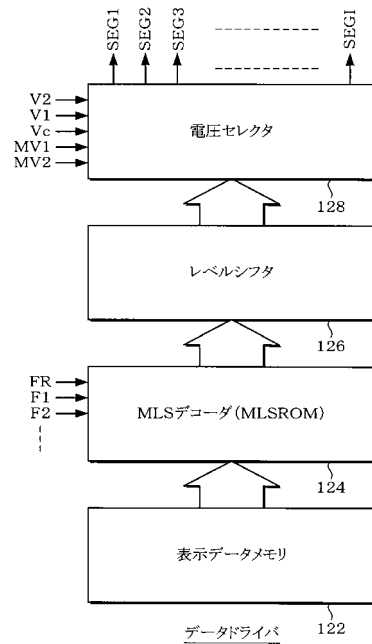 SEG1
SEG2
SEG3
SEGI
V2
V1
Vc
MV1
MV2
電圧セレクタ
128
レベルシフタ
126
FR
F1
F2
MLSデコーダ(MLSROM)
124
表示データメモリ
122
データドライバ